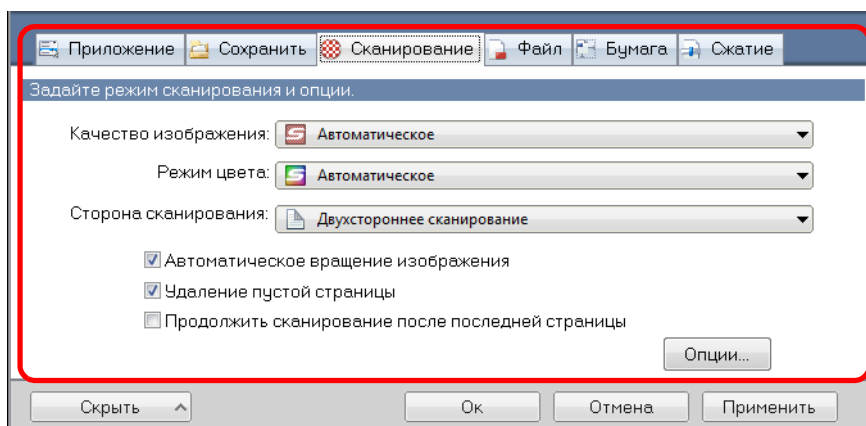 Приложение Сохранить Сканирование Файл Бумага Сжатие
Задайте режим сканирования и опции.
Качество изображения: Автоматическое
Режим цвета: Автоматическое
Сторона сканирования: Двухстороннее сканирование
Автоматическое вращение изображения
Удаление пустой страницы
Продолжить сканирование после последней страницы
Опции...
Скрыть Ок Отмена Применить